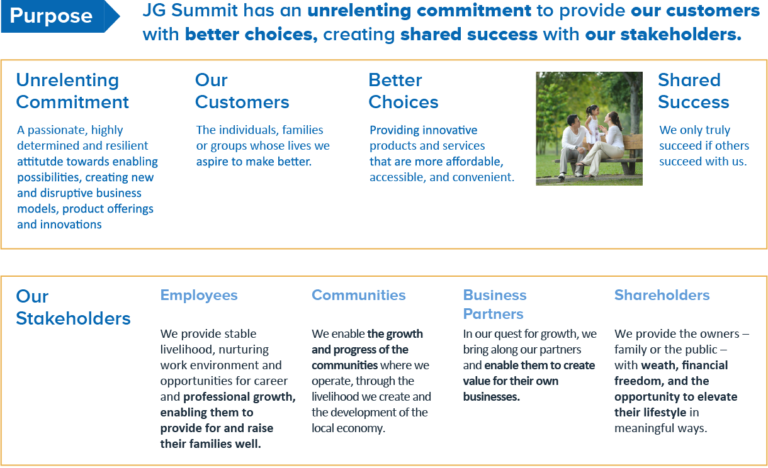 Purpose
JG Summit has an unrelenting commitment to provide our customers
with better choices, creating shared success with our stakeholders.
Unrelenting
Commitment
A passionate, highly
determined and resilient
attitutde towards enabling
possibilities, creating new
and disruptive business
models, product offerings
and innovations
Our
Customers
The individuals, families
or groups whose lives we
aspire to make better.
Better
Choices
Providing innovative
products and services
that are more affordable,
accessible, and convenient.
Shared
Success
We only truly
succeed if others
succeed with us.
Our
Stakeholders
Employees
We provide stable
livelihood, nurturing
work environment and
opportunities for career
and professional growth,
enabling them to
provide for and raise
their families well.
Communities
We enable the growth
and progress of the
communities where we
operate, through the
livelihood we create and
the development of the
local economy.
Business
Partners
In our quest for growth, we
bring along our partners
and enable them to create
value for their own
businesses.
Shareholders
We provide the owners –
family or the public –
with weath, financial
freedom, and the
opportunity to elevate
their lifestyle in
meaningful ways.